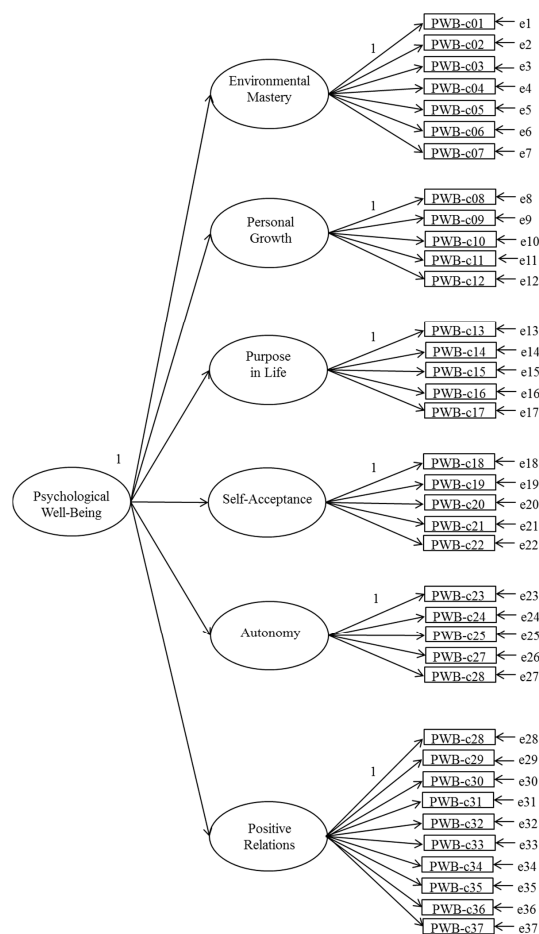 1
PWB-c01 e1
PWB-c02 e2
PWB-c03 e3
PWB-c04 e4
PWB-c05 e5
PWB-c06 e6
PWB-c07 e7
Environmental
Mastery
1
PWB-c08 e8
PWB-c09 e9
PWB-c10 e10
PWB-c11 e11
PWB-c12 e12
Personal
Growth
1
PWB-c13 e13
PWB-c14 e14
PWB-c15 e15
PWB-c16 e16
PWB-c17 e17
Purpose
in Life
1
Psychological
Well-Being
1
PWB-c18 e18
PWB-c19 e19
PWB-c20 e20
PWB-c21 e21
PWB-c22 e22
Self-Acceptance
1
PWB-c23 e23
PWB-c24 e24
PWB-c25 e25
PWB-c27 e26
PWB-c28 e27
Autonomy
1
PWB-c28 e28
PWB-c29 e29
PWB-c30 e30
PWB-c31 e31
PWB-c32 e32
PWB-c33 e33
PWB-c34 e34
PWB-c35 e35
PWB-c36 e36
PWB-c37 e37
Positive
Relations